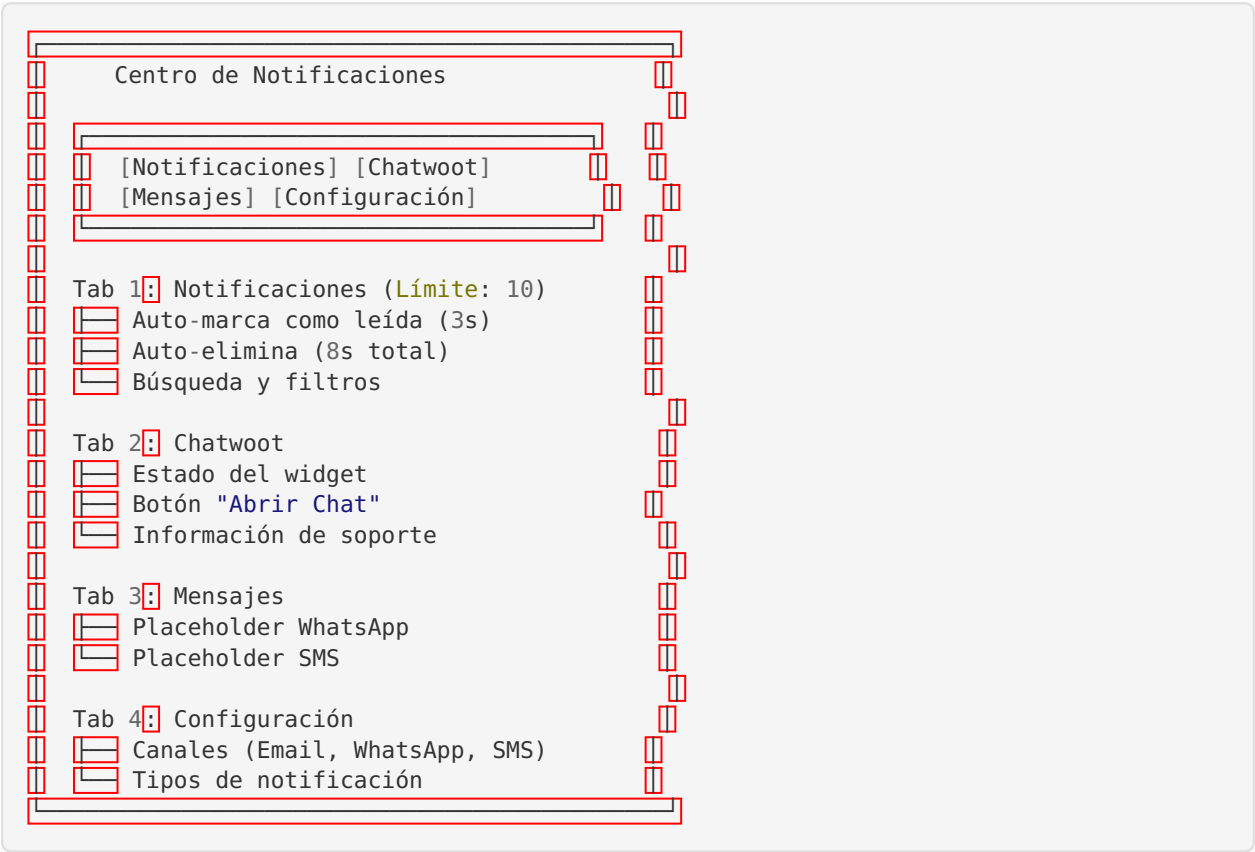 ┌──────────────────────────────────────────────┐
│     Centro de Notificaciones               │
│                                             │
│  ┌─────────────────────────────────────┐   │
│  │  [Notificaciones] [Chatwoot]       │   │
│  │  [Mensajes] [Configuración]         │   │
│  └─────────────────────────────────────┘   │
│                                             │
│  Tab 1: Notificaciones (Límite: 10)       │
│  ├── Auto-marca como leída (3s)           │
│  ├── Auto-elimina (8s total)              │
│  └── Búsqueda y filtros                   │
│                                             │
│  Tab 2: Chatwoot                           │
│  ├── Estado del widget                     │
│  ├── Botón "Abrir Chat"                   │
│  └── Información de soporte                │
│                                             │
│  Tab 3: Mensajes                           │
│  ├── Placeholder WhatsApp                  │
│  └── Placeholder SMS                       │
│                                             │
│  Tab 4: Configuración                      │
│  ├── Canales (Email, WhatsApp, SMS)       │
│  └── Tipos de notificación                │
└──────────────────────────────────────────────┘